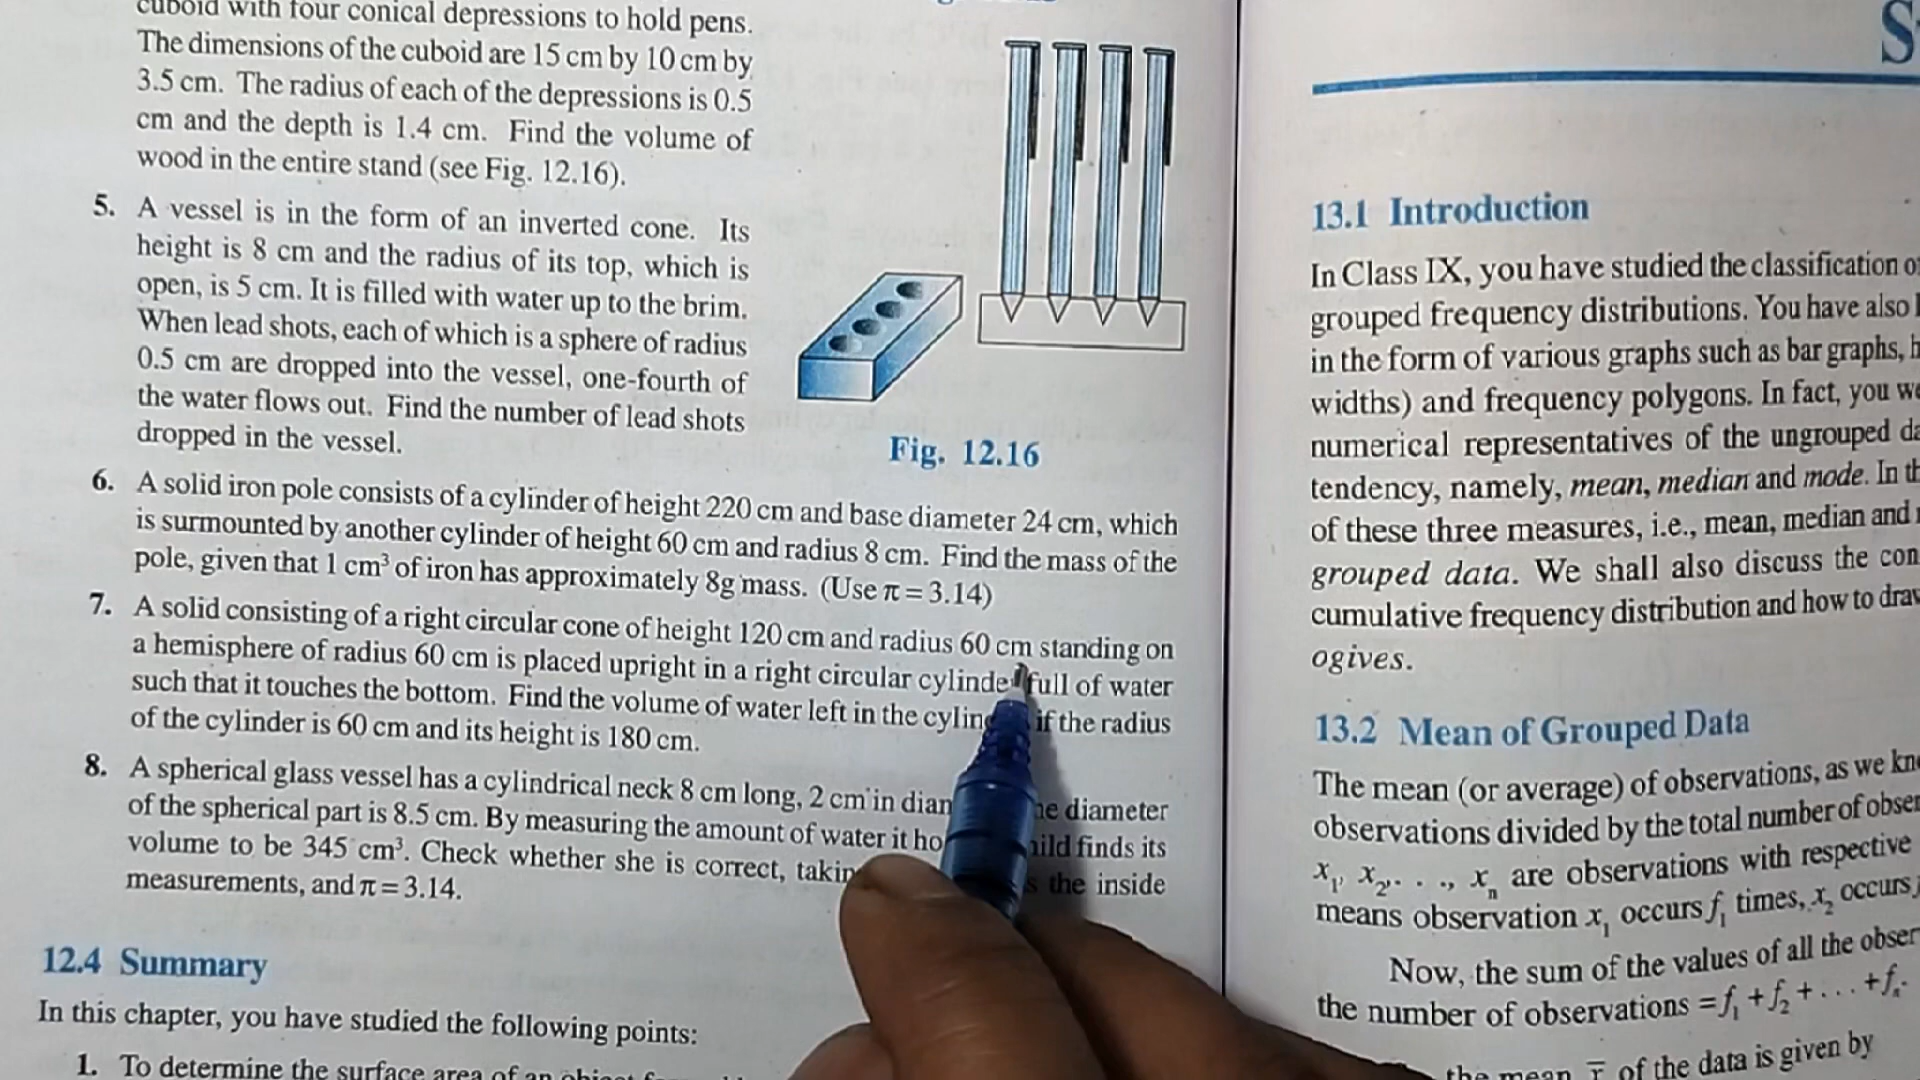 cuboid with four conical depressions to hold pens.
The dimensions of the cuboid are 15 cm by 10 cm by
3.5 cm. The radius of each of the depressions is 0.5
cm and the depth is 1.4 cm. Find the volume of
wood in the entire stand (see Fig. 12.16).
5. A vessel is in the form of an inverted cone. Its
height is 8 cm and the radius of its top, which is
open, is 5 cm. It is filled with water up to the brim.
When lead shots, each of which is a sphere of radius
0.5 cm are dropped into the vessel, one-fourth of
the water flows out. Find the number of lead shots
dropped in the vessel.
Fig. 12.16
6. A solid iron pole consists of a cylinder of height 220 cm and base diameter 24 cm, which
is surmounted by another cylinder of height 60 cm and radius 8 cm. Find the mass of the
pole, given that 1 cm³ of iron has approximately 8g mass. (Use π = 3.14)
7. A solid consisting of a right circular cone of height 120 cm and radius 60 cm standing on
a hemisphere of radius 60 cm is placed upright in a right circular cylinde full of water
such that it touches the bottom. Find the volume of water left in the if the radius
of the cylinder is 60 cm and its height is 180 cm.
8. A spherical glass vessel has a cylindrical neck 8 cm long, 2 cm in diameter
of the spherical part is 8.5 cm. By measuring the amount of water it finds its
volume to be 345 cm³. Check whether she is correct, the inside
measurements, and π = 3.14.
12.4 Summary
In this chapter, you have studied the following points:
1. To determine the surface area of an object
S
13.1 Introduction
In Class IX, you have studied the classification
grouped frequency distributions. You have also
in the form of various graphs such as bar graphs,
widths) and frequency polygons. In fact, you
numerical representatives of the ungrouped
tendency, namely, mean, median and mode. In
of these three measures, i.e., mean, median and
grouped data. We shall also discuss the
cumulative frequency distribution and how to
ogives.
13.2 Mean of Grouped Data
The mean (or average) of observations, as we
observations divided by the total number of
x₁, x₂, . . ., xₙ are observations with respective
means observation x₁ occurs f₁ times, x₂ occurs
Now, the sum of the values of all the
the number of observations = f₁ + f₂ + . . . + fₙ.
the mean x̅ of the data is given by